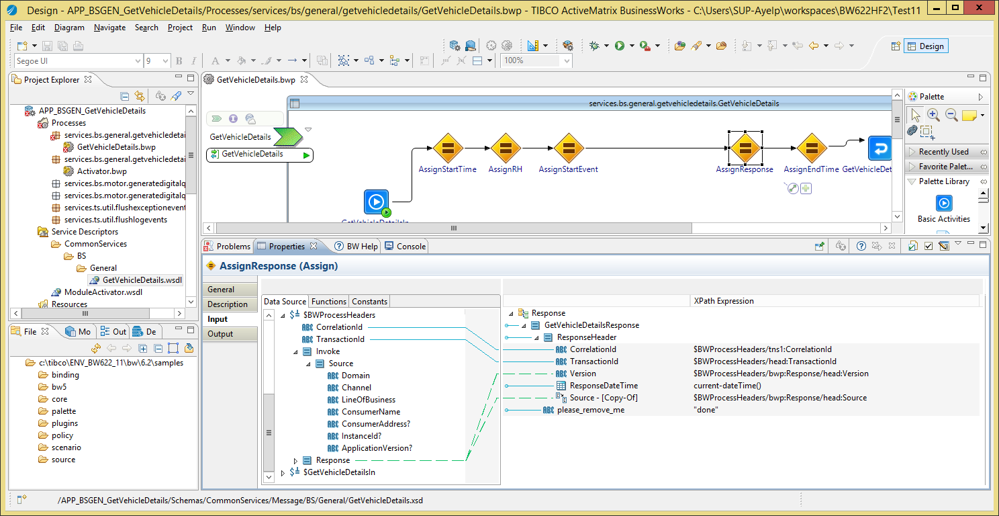 Design - APP_BSGEN_GetVehicleDetails/Processes/services/bs/general/getvehicledetails/GetVehicleDetails.bwp - TIBCO ActiveMatrix BusinessWorks - C:\Users\SUP-Ayelp\workspaces\BW622HF2\Test11
File Edit Diagram Navigate Search Project Run Window Help
Design
Segoe UI 9 B I A 100%
Project Explorer
APP_BSGEN_GetVehicleDetails
Processes
services.bs.general.getvehicledetai
GetVehicleDetails.bwp
services.bs.general.getvehicledetai
Activator.bwp
services.bs.motor.generatedigitalq
services.bs.motor.generatedigitalq
services.ts.util.flushexceptionevent
services.ts.util.flushlogevents
Service Descriptors
CommonServices
BS
General
GetVehicleDetails.wsdl
ModuleActivator.wsdl
Resources
File Mo Out De
c:\tibco\ENV_BW622_11\bw\6.2\samples
binding
bw5
core
palette
plugins
policy
scenario
source
GetVehicleDetails.bwp
services.bs.general.getvehicledetails.GetVehicleDetails
GetVehicleDetails
GetVehicleDetails
AssignStartTime AssignRH AssignStartEvent AssignResponse AssignEndTime GetVehicleDet
GetVehicleDetailsIn
Palette
Recently Used
Favorite Palet...
Palette Library
Basic Activities
Problems Properties BW Help Console
AssignResponse (Assign)
General
Description
Input
Output
Data Source Functions Constants
$BWProcessHeaders
CorrelationId
TransactionId
Invoke
Source
Domain
Channel
LineOfBusiness
ConsumerName
ConsumerAddress?
InstanceId?
ApplicationVersion?
Response
$GetVehicleDetailsIn
XPath Expression
Response
GetVehicleDetailsResponse
ResponseHeader
CorrelationId $BWProcessHeaders/tns1:CorrelationId
TransactionId $BWProcessHeaders/head:TransactionId
Version $BWProcessHeaders/bwp:Response/head:Version
ResponseDateTime current-dateTime()
Source - [Copy-Of] $BWProcessHeaders/bwp:Response/head:Source
please_remove_me "done"
/APP_BSGEN_GetVehicleDetails/Schemas/CommonServices/Message/BS/General/GetVehicleDetails.xsd